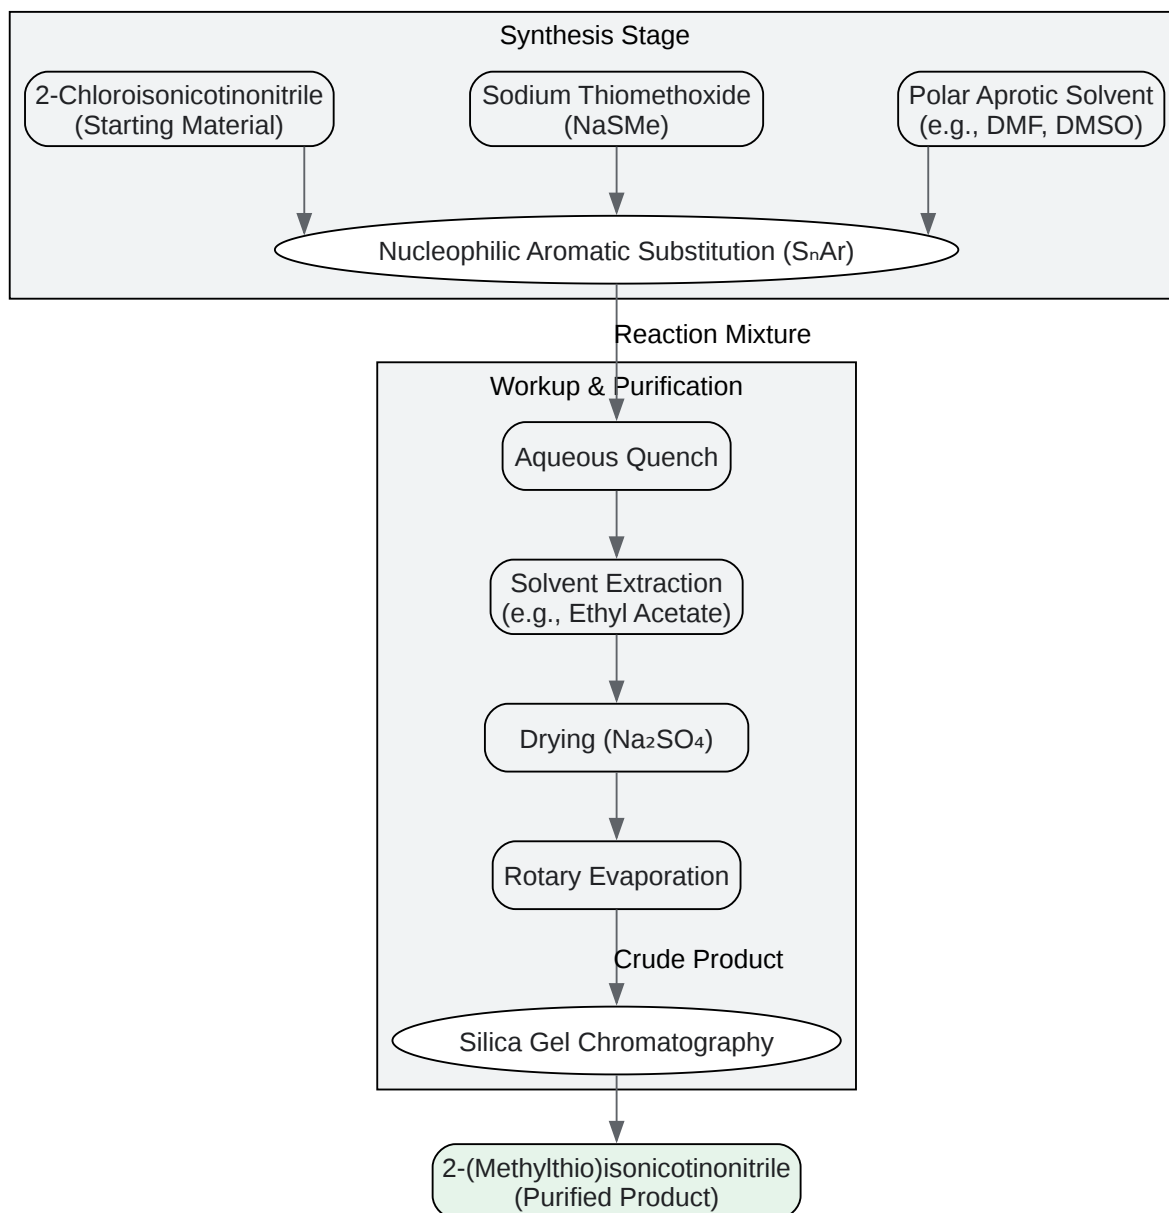 Synthesis Stage
2-Chloroisonicotinonitrile
(Starting Material)
Sodium Thiomethoxide
(NaSMe)
Polar Aprotic Solvent
(e.g., DMF, DMSO)
Nucleophilic Aromatic Substitution (SₙAr)
Reaction Mixture
Workup & Purification
Aqueous Quench
Solvent Extraction
(e.g., Ethyl Acetate)
Drying (Na₂SO₄)
Rotary Evaporation
Crude Product
Silica Gel Chromatography
2-(Methylthio)isonicotinonitrile
(Purified Product)